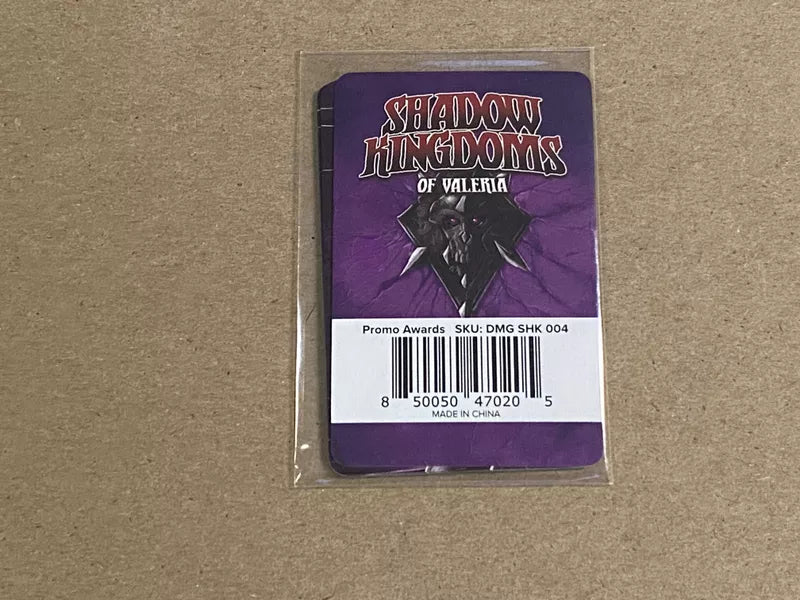 SHADOW
KINGDOMS
OF VALERIA
Promo Awards SKU: DMG SHK 004
8 50050 47020 5
MADE IN CHINA